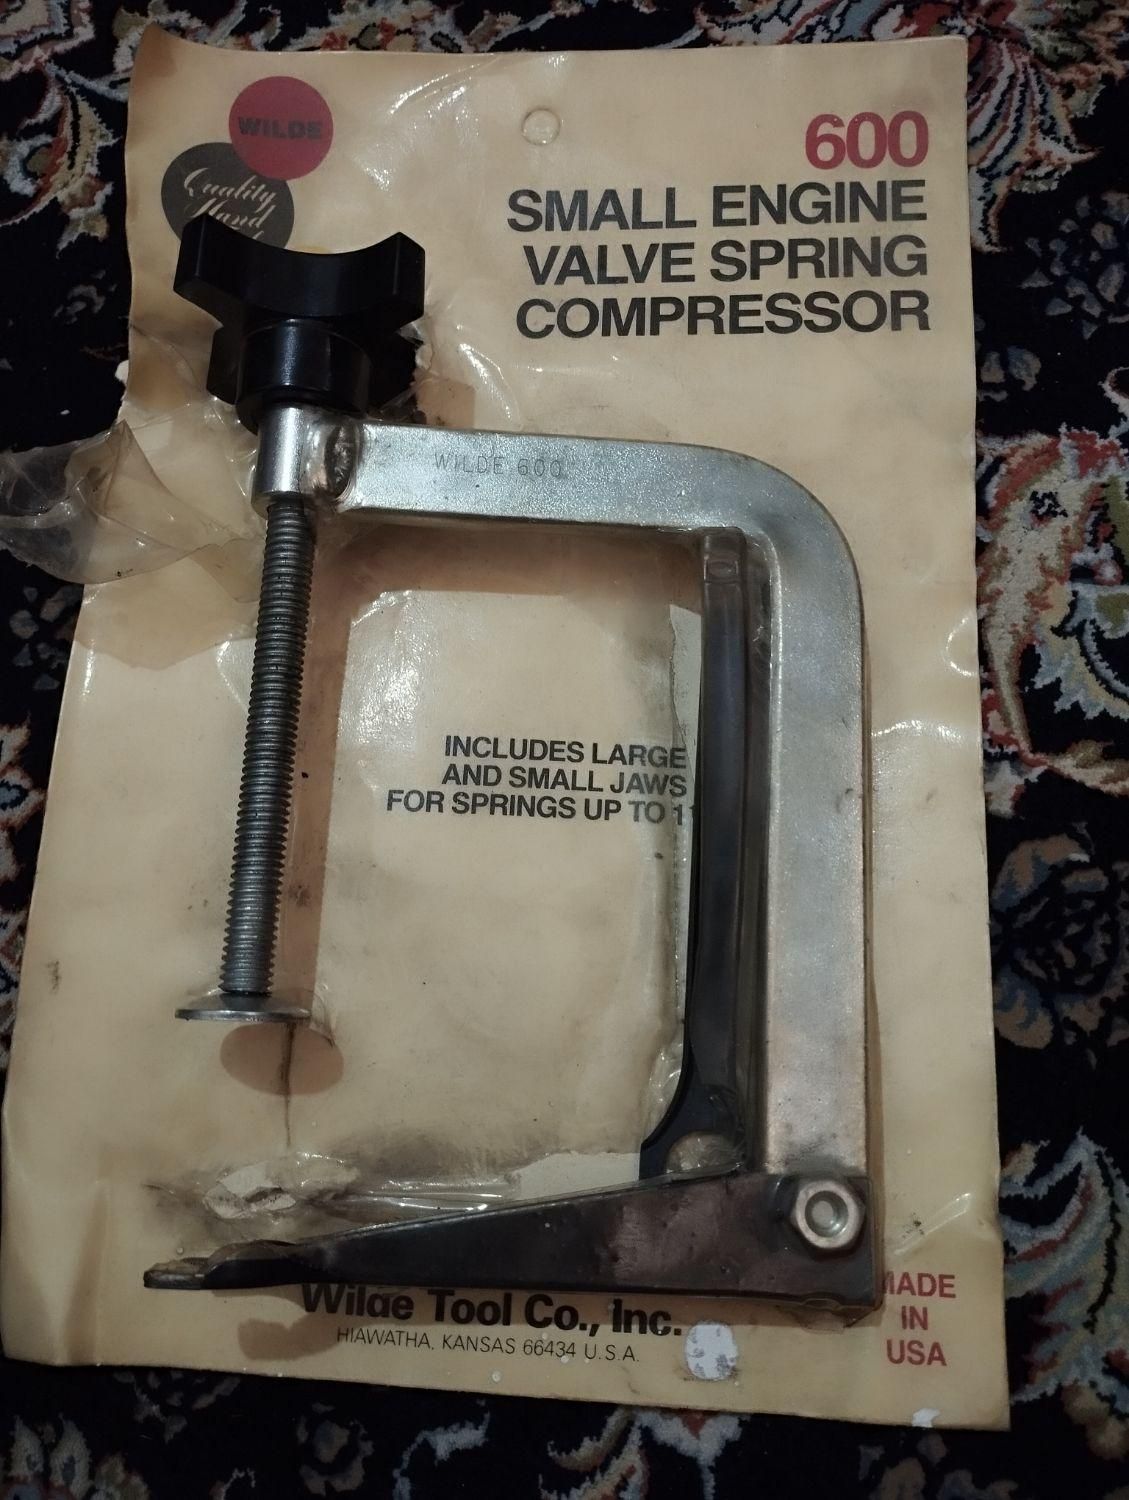 WILDE
Quality
Hand
600
SMALL ENGINE
VALVE SPRING
COMPRESSOR
WILDE 600
INCLUDES LARGE
AND SMALL JAWS
FOR SPRINGS UP TO 1
Wilde Tool Co., Inc.
HIAWATHA, KANSAS 66434 U.S.A.
MADE
IN
USA